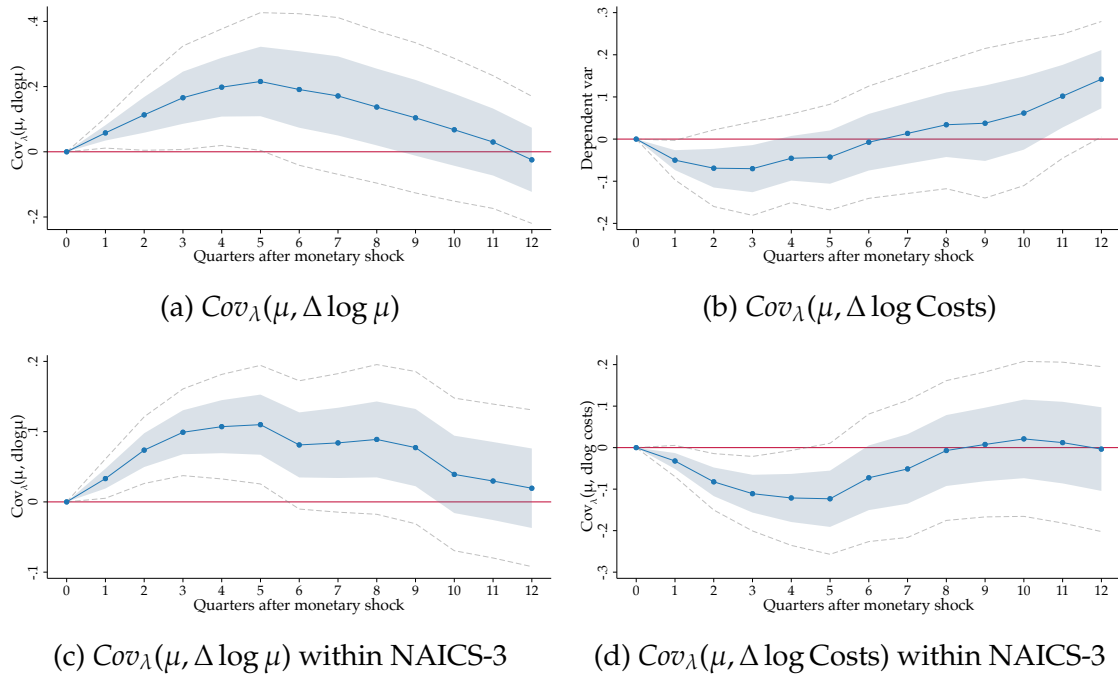 Cov_λ(μ, dlogμ)
-.2 0 .2 .4
0 1 2 3 4 5 6 7 8 9 10 11 12
Quarters after monetary shock
(a) Cov_λ(μ, Δ log μ)
Dependent var
-.2 -.1 0 .1 .2 .3
0 1 2 3 4 5 6 7 8 9 10 11 12
Quarters after monetary shock
(b) Cov_λ(μ, Δ log Costs)
Cov_λ(μ, dlogμ)
-.1 0 .1 .2
0 1 2 3 4 5 6 7 8 9 10 11 12
Quarters after monetary shock
(c) Cov_λ(μ, Δ log μ) within NAICS-3
Cov_λ(μ, dlog costs)
-.3 -.2 -.1 0 .1 .2
0 1 2 3 4 5 6 7 8 9 10 11 12
Quarters after monetary shock
(d) Cov_λ(μ, Δ log Costs) within NAICS-3